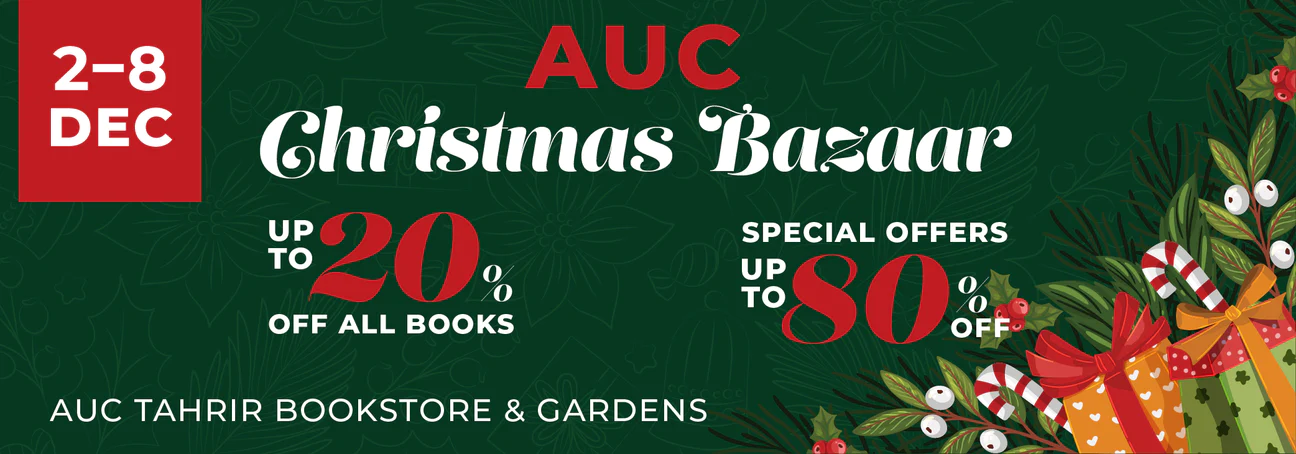 2–8
DEC
AUC
Christmas Bazaar
UP
TO 20%
OFF ALL BOOKS
SPECIAL OFFERS
UP
TO 80%
OFF
AUC TAHRIR BOOKSTORE & GARDENS